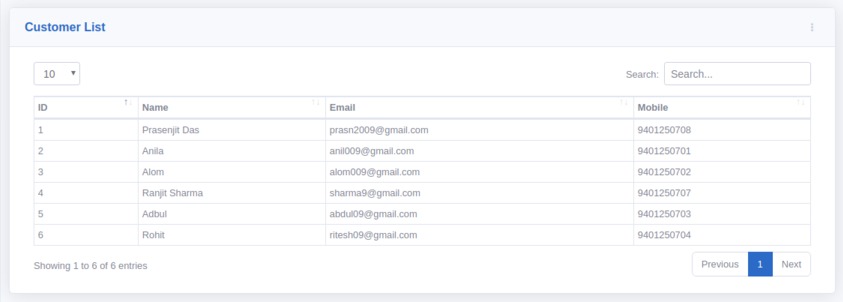 Customer List
10
Search: Search...
ID Name Email Mobile
1 Prasenjit Das prasn2009@gmail.com 9401250708
2 Anila anil009@gmail.com 9401250701
3 Alom alom009@gmail.com 9401250702
4 Ranjit Sharma sharma9@gmail.com 9401250707
5 Adbul abdul09@gmail.com 9401250703
6 Rohit ritesh09@gmail.com 9401250704
Showing 1 to 6 of 6 entries
Previous 1 Next